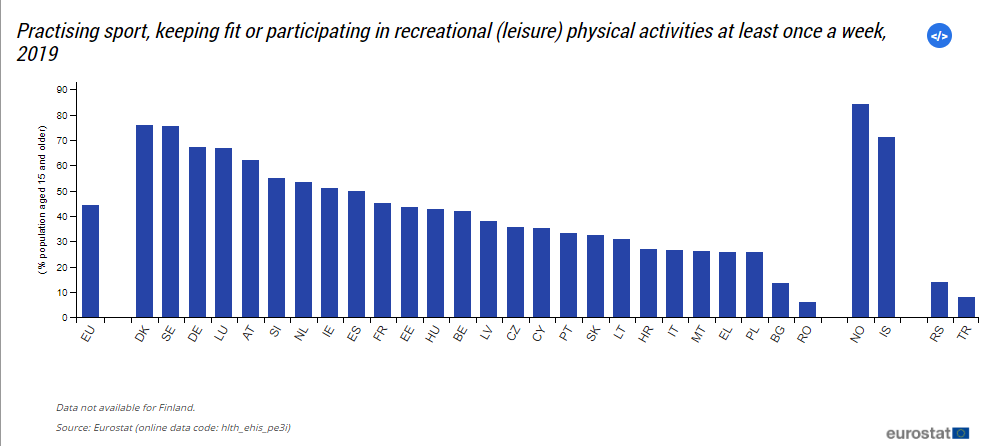 Practising sport, keeping fit or participating in recreational (leisure) physical activities at least once a week,
2019
</>
(% population aged 15 and older)
90
80
70
60
50
40
30
20
10
0
EU DK SE DE LU AT SI NL IE ES FR EE HU BE LV CZ CY PT SK LT HR IT MT EL PL BG RO NO IS RS TR
Data not available for Finland.
Source: Eurostat (online data code: hlth_ehis_pe3i)
eurostat